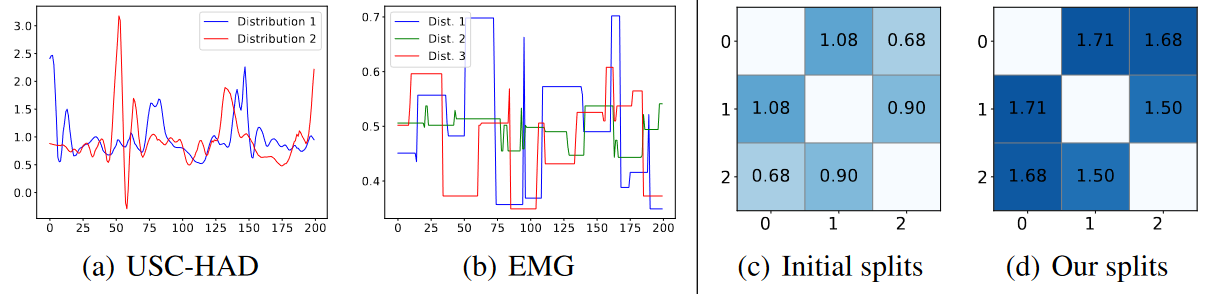 Distribution 1
Distribution 2
3.0
2.5
2.0
1.5
1.0
0.5
0.0
0 25 50 75 100 125 150 175 200
(a) USC-HAD
Dist. 1
Dist. 2
Dist. 3
0.7
0.6
0.5
0.4
0 25 50 75 100 125 150 175 200
(b) EMG
0 1.08 0.68
1 1.08 0.90
2 0.68 0.90
0 1 2
(c) Initial splits
0 1.71 1.68
1 1.71 1.50
2 1.68 1.50
0 1 2
(d) Our splits